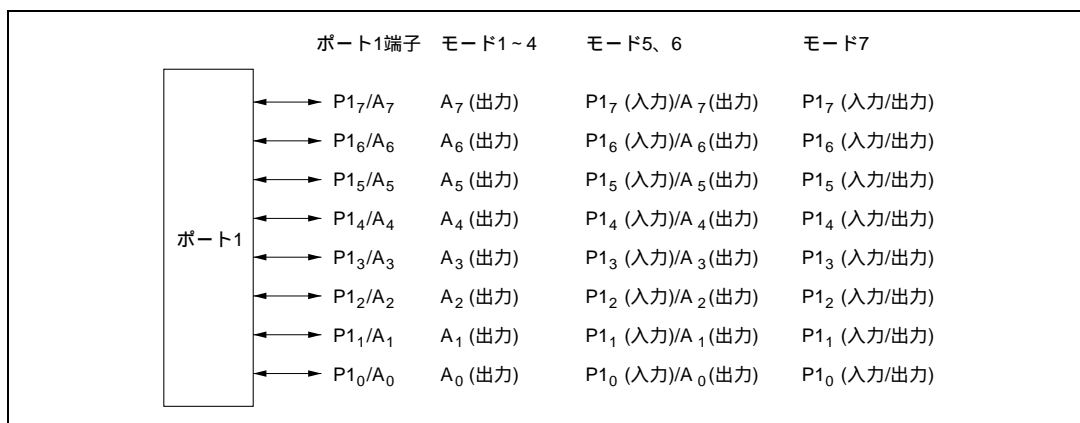 ポート1端子 モード1~4 モード5、6 モード7
P1₇/A₇ A₇ (出力) P1₇ (入力)/A₇(出力) P1₇ (入力/出力)
P1₆/A₆ A₆ (出力) P1₆ (入力)/A₆(出力) P1₆ (入力/出力)
P1₅/A₅ A₅ (出力) P1₅ (入力)/A₅(出力) P1₅ (入力/出力)
P1₄/A₄ A₄ (出力) P1₄ (入力)/A₄(出力) P1₄ (入力/出力)
ポート1
P1₃/A₃ A₃ (出力) P1₃ (入力)/A₃(出力) P1₃ (入力/出力)
P1₂/A₂ A₂ (出力) P1₂ (入力)/A₂(出力) P1₂ (入力/出力)
P1₁/A₁ A₁ (出力) P1₁ (入力)/A₁(出力) P1₁ (入力/出力)
P1₀/A₀ A₀ (出力) P1₀ (入力)/A₀(出力) P1₀ (入力/出力)